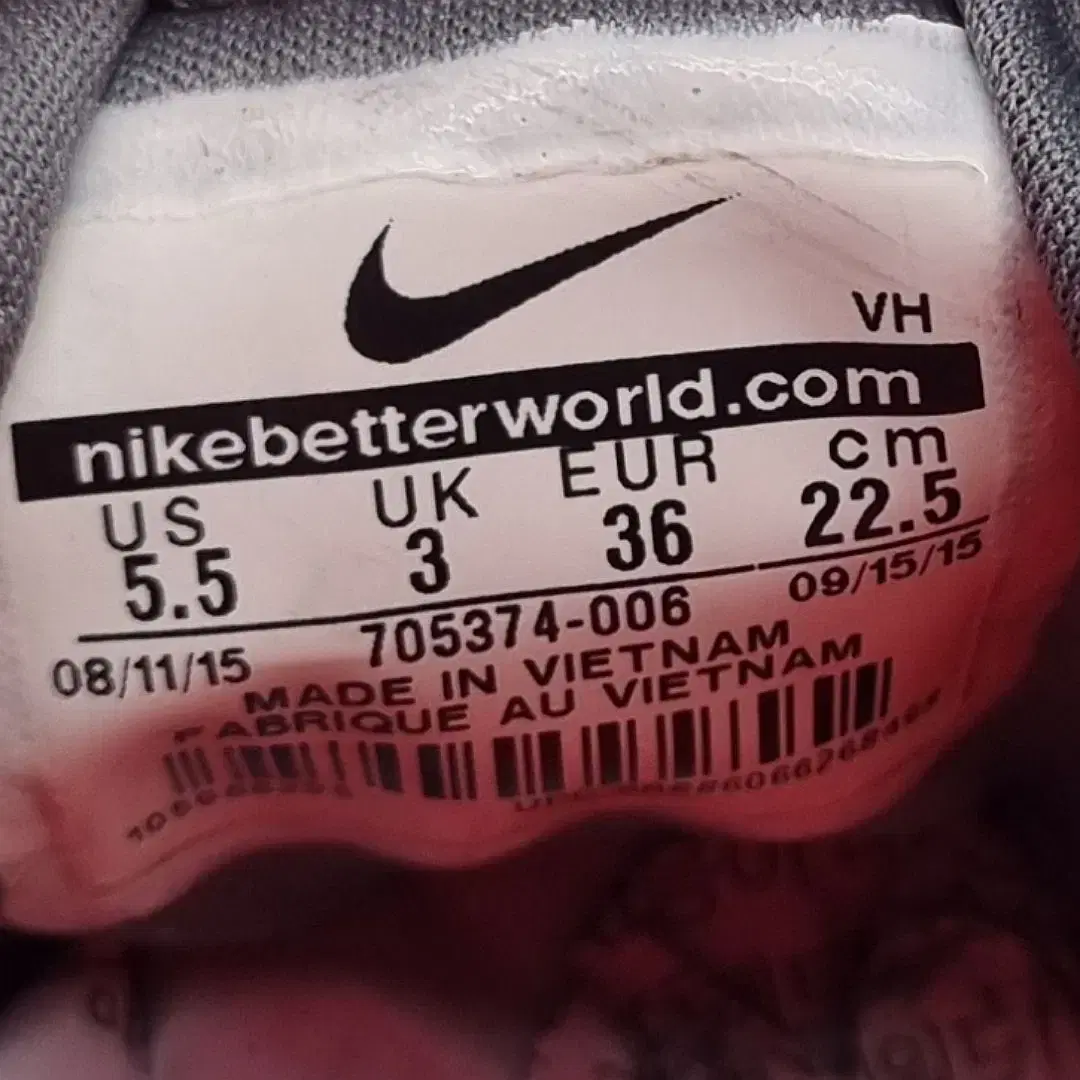 VH
nikebetterworld.com
US UK EUR cm
5.5 3 36 22.5
08/11/15 705374-006 09/15/15
MADE IN VIETNAM
FABRIQUE AU VIETNAM